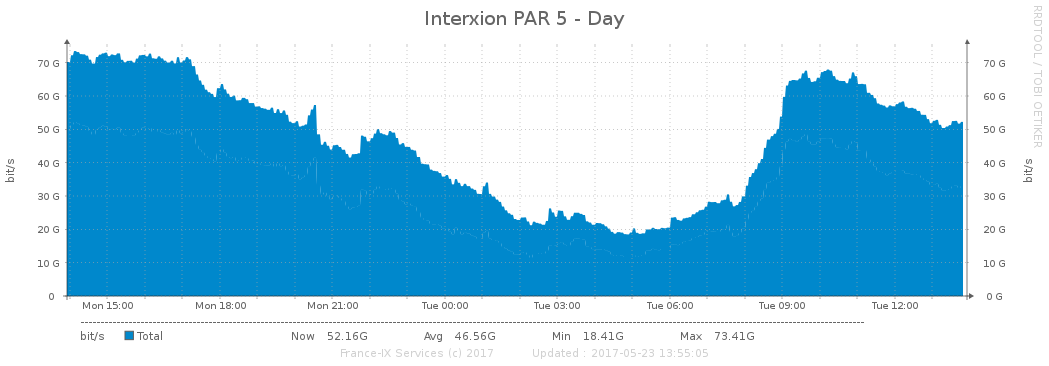 Interxion PAR 5 - Day
RRDTOOL / TOBI OETIKER
bit/s
bit/s
70 G 70 G
60 G 60 G
50 G 50 G
40 G 40 G
30 G 30 G
20 G 20 G
10 G 10 G
0 0 G
Mon 15:00 Mon 18:00 Mon 21:00 Tue 00:00 Tue 03:00 Tue 06:00 Tue 09:00 Tue 12:00
bit/s Total Now 52.16G Avg 46.56G Min 18.41G Max 73.41G
France-IX Services (c) 2017 Updated : 2017-05-23 13:55:05